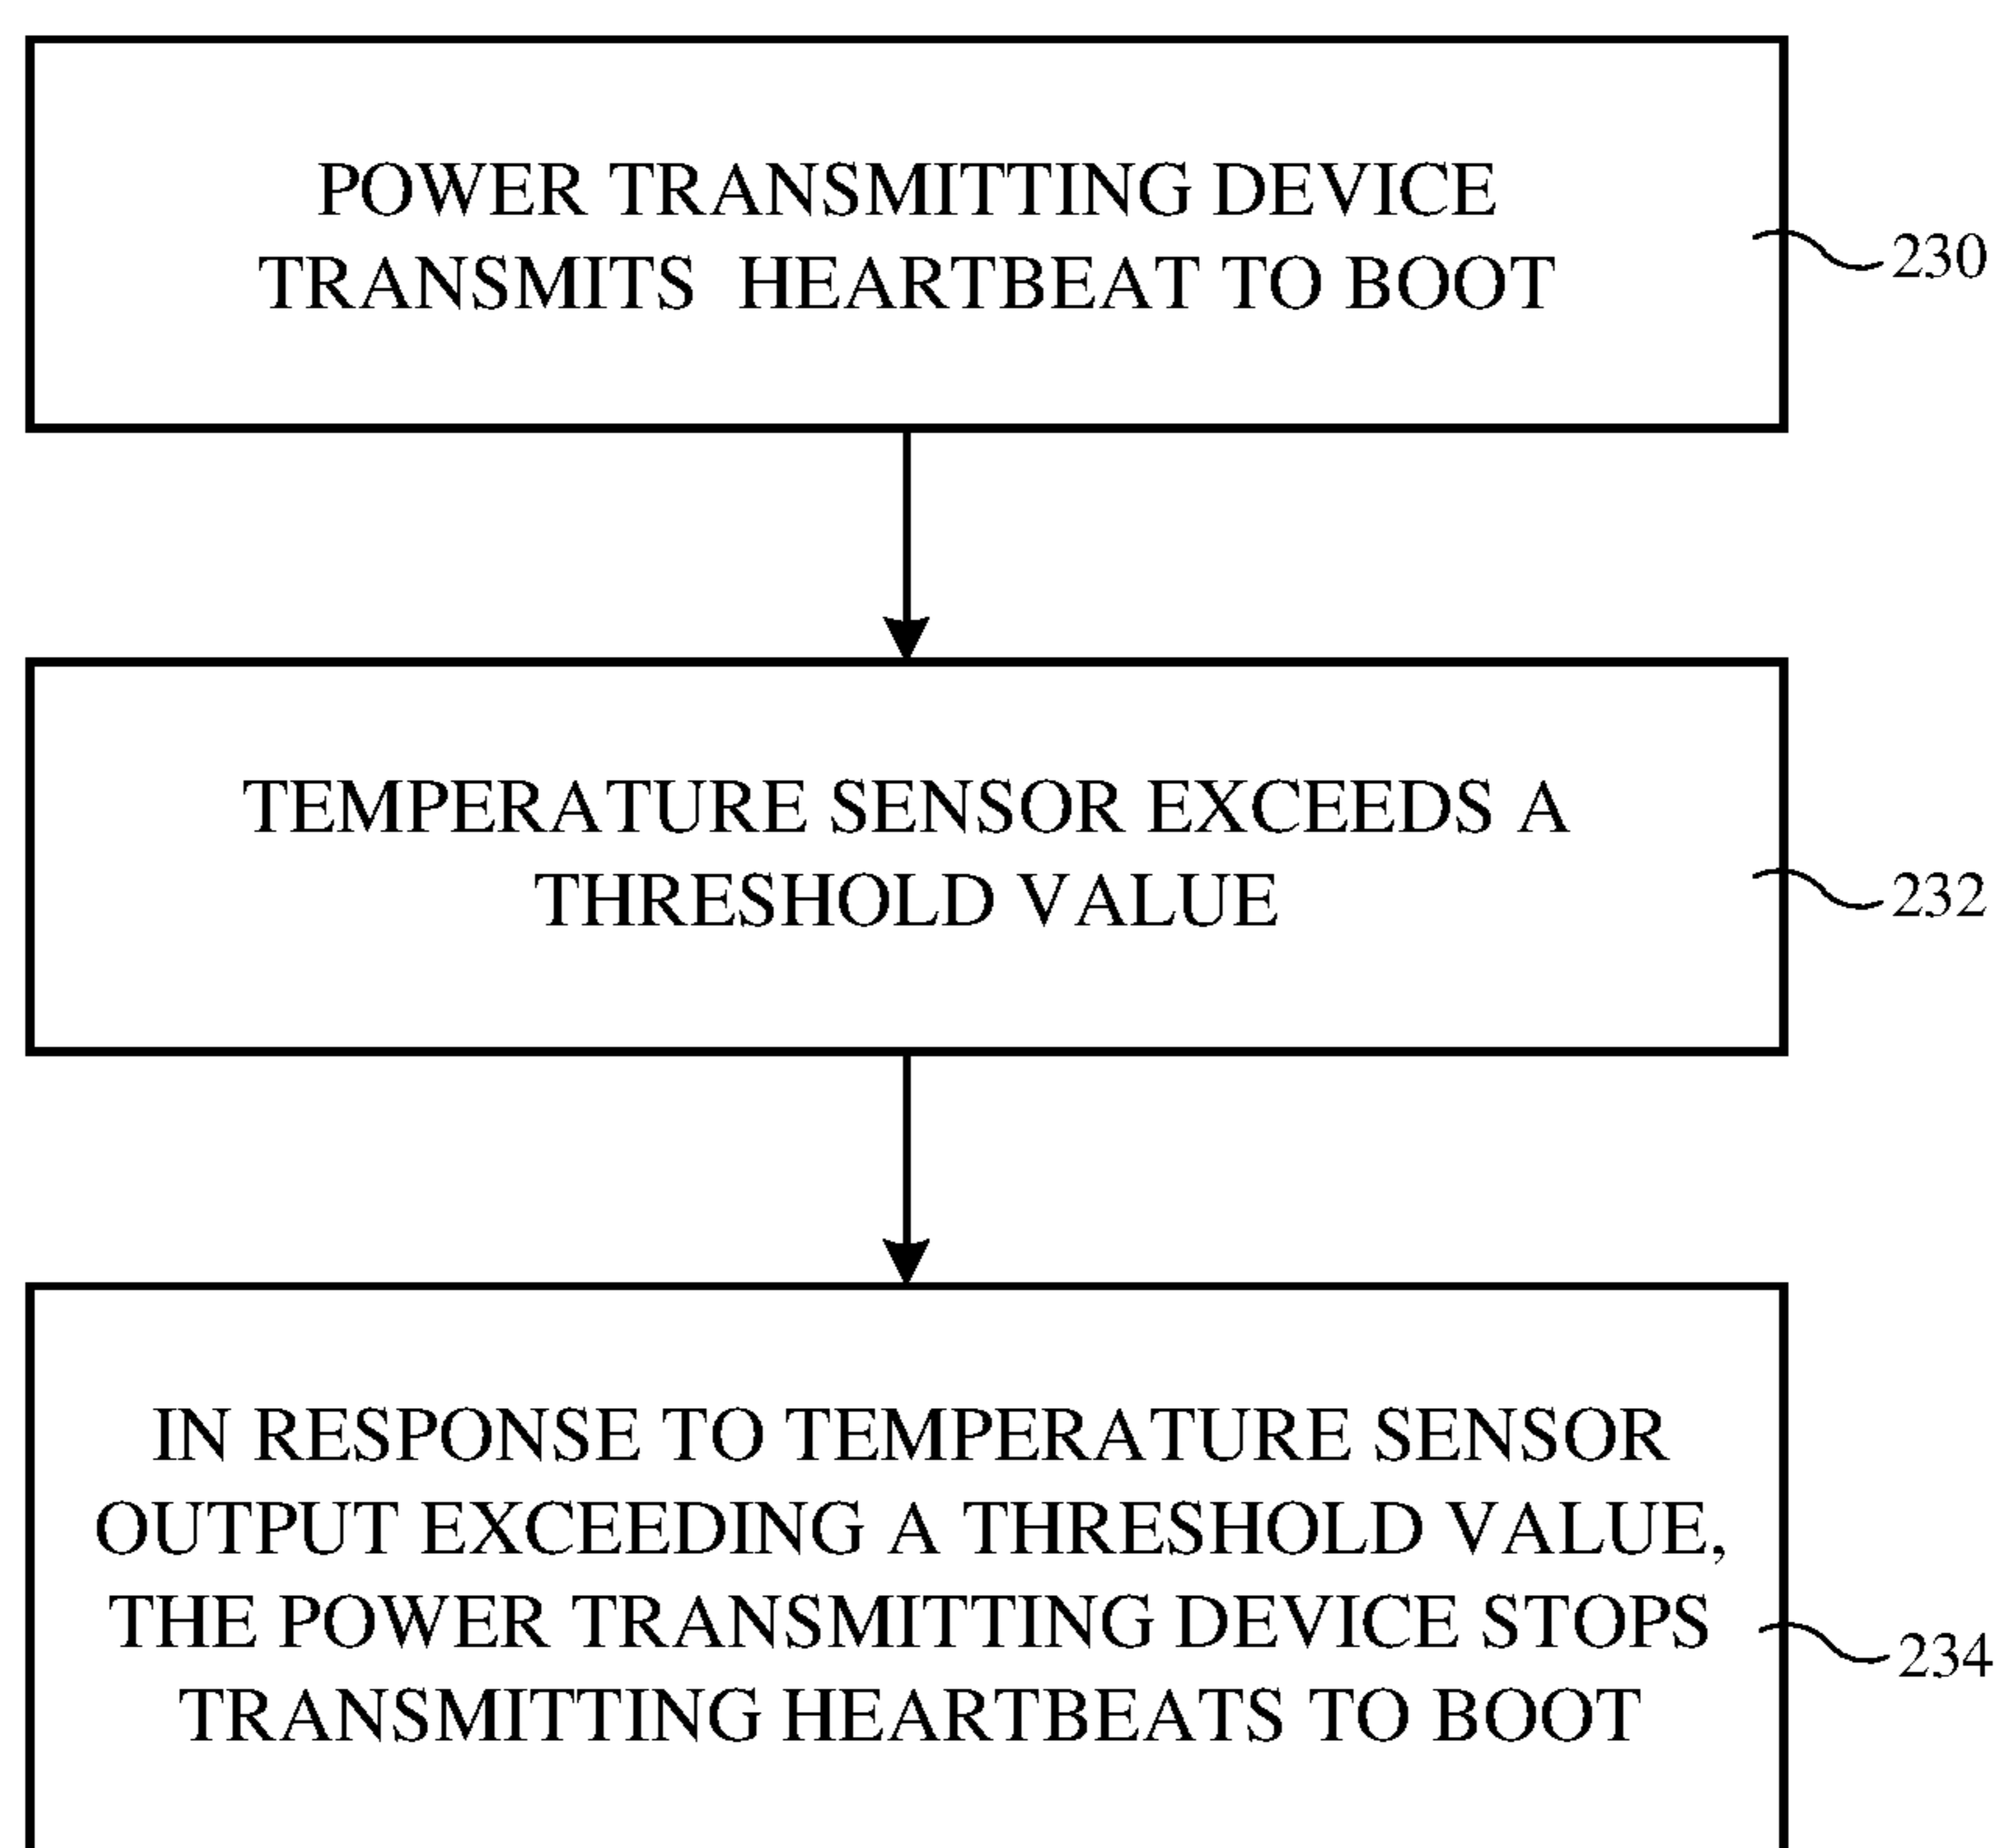 POWER TRANSMITTING DEVICE
TRANSMITS HEARTBEAT TO BOOT
230
TEMPERATURE SENSOR EXCEEDS A
THRESHOLD VALUE
232
IN RESPONSE TO TEMPERATURE SENSOR
OUTPUT EXCEEDING A THRESHOLD VALUE,
THE POWER TRANSMITTING DEVICE STOPS
TRANSMITTING HEARTBEATS TO BOOT
234